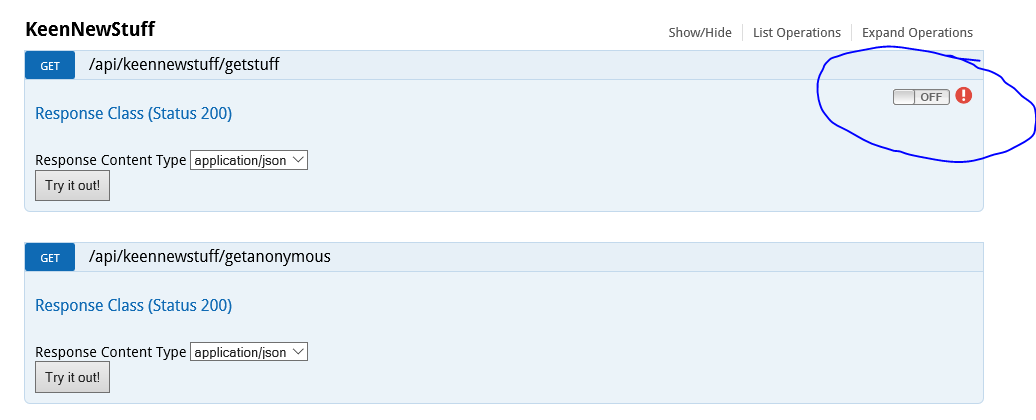 KeenNewStuff
Show/Hide List Operations Expand Operations
GET /api/keennewstuff/getstuff
OFF !
Response Class (Status 200)
Response Content Type application/json
Try it out!
GET /api/keennewstuff/getanonymous
Response Class (Status 200)
Response Content Type application/json
Try it out!